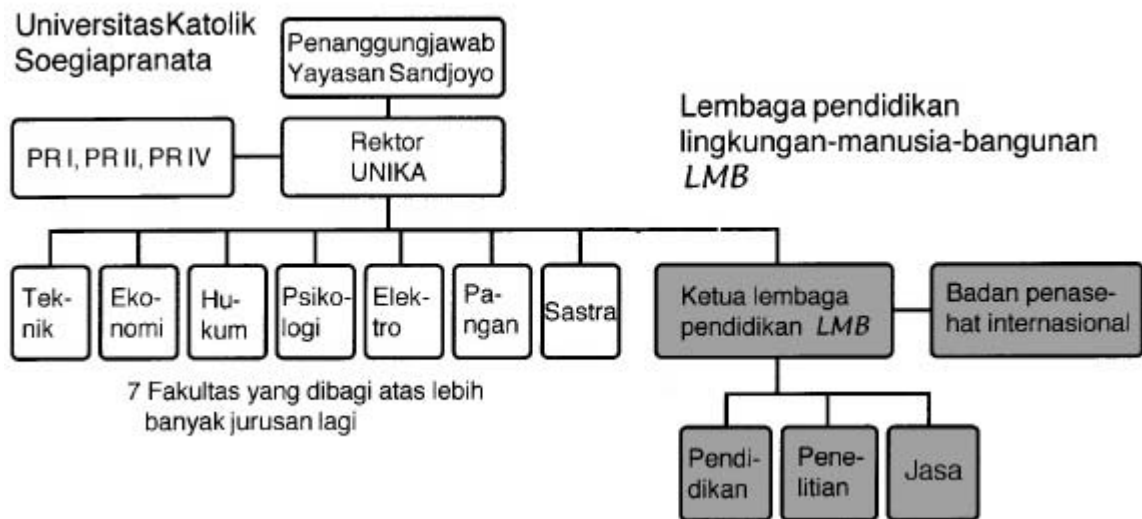 Universitas Katolik
Soegiapranata
Penanggungjawab
Yayasan Sandjoyo
Lembaga pendidikan
lingkungan-manusia-bangunan
LMB
PR I, PR II, PR IV
Rektor
UNIKA
Tek-
nik
Eko-
nomi
Hu-
kum
Psiko-
logi
Elek-
tro
Pa-
ngan
Sastra
Ketua lembaga
pendidikan LMB
Badan penase-
hat internasional
7 Fakultas yang dibagi atas lebih
banyak jurusan lagi
Pendi-
dikan
Pene-
litian
Jasa